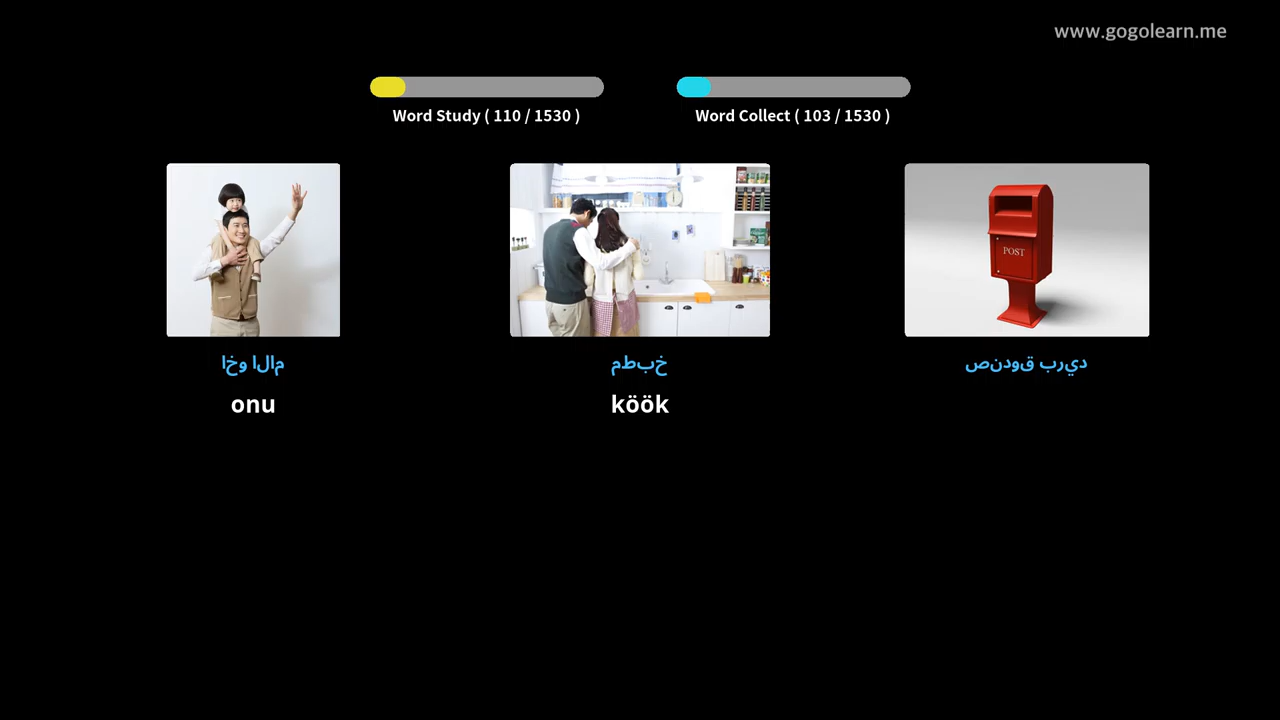 www.gogolearn.me
Word Study ( 110 / 1530 )
Word Collect ( 103 / 1530 )
اخو الام
مطبخ
صندوق بريد
onu
köök
POST